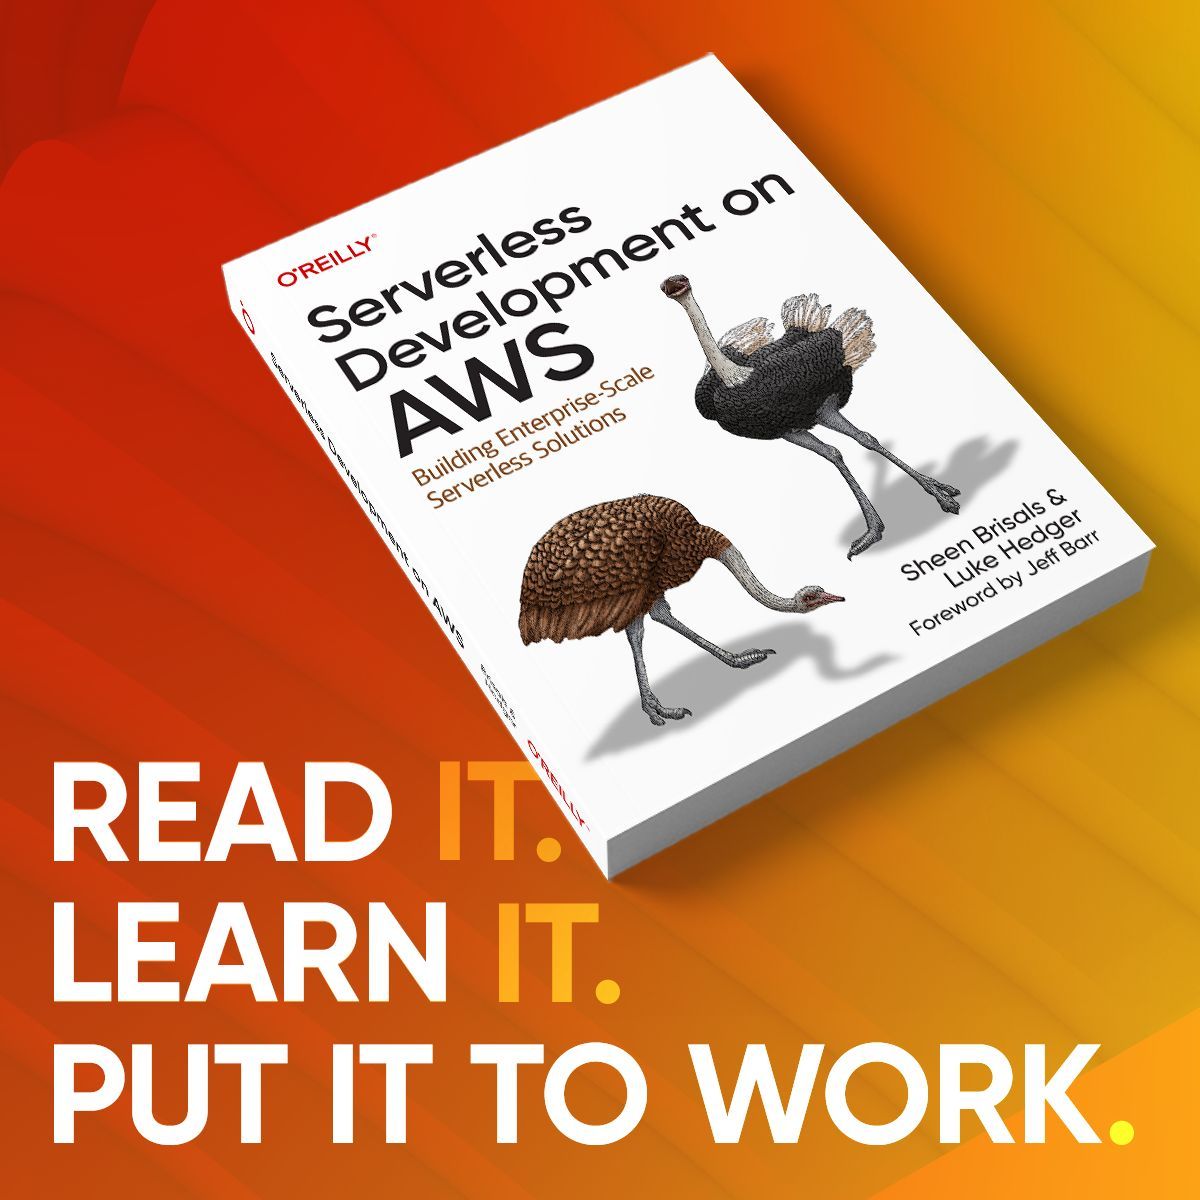 O'REILLY®
Serverless
Development on
AWS
Building Enterprise-Scale
Serverless Solutions
Sheen Brisals &
Luke Hedger
Foreword by Jeff Barr
Serverless Development on AWS
O'REILLY®
READ IT.
LEARN IT.
PUT IT TO WORK.